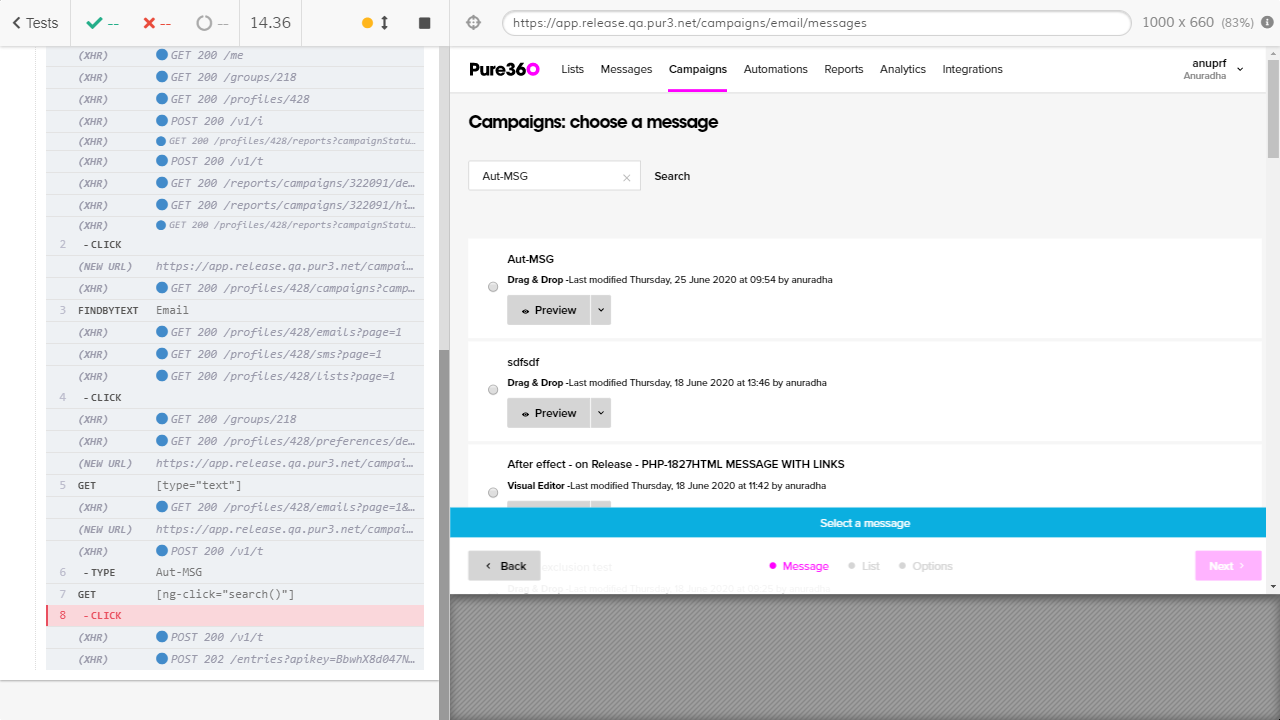 Tests
--
--
--
14.36
https://app.release.qa.pur3.net/campaigns/email/messages
1000 x 660 (83%)
(XHR) GET 200 /me
(XHR) GET 200 /groups/218
(XHR) GET 200 /profiles/428
(XHR) POST 200 /v1/i
(XHR) GET 200 /profiles/428/reports?campaignStatu...
(XHR) POST 200 /v1/t
(XHR) GET 200 /reports/campaigns/322091/de...
(XHR) GET 200 /reports/campaigns/322091/hi...
(XHR) GET 200 /profiles/428/reports?campaignStatu...
2 - CLICK
(NEW URL) https://app.release.qa.pur3.net/campai...
(XHR) GET 200 /profiles/428/campaigns?camp...
3 FINDBYTEXT Email
(XHR) GET 200 /profiles/428/emails?page=1
(XHR) GET 200 /profiles/428/sms?page=1
(XHR) GET 200 /profiles/428/lists?page=1
4 - CLICK
(XHR) GET 200 /groups/218
(XHR) GET 200 /profiles/428/preferences/de...
(NEW URL) https://app.release.qa.pur3.net/campai...
5 GET [type="text"]
(XHR) GET 200 /profiles/428/emails?page=1&...
(NEW URL) https://app.release.qa.pur3.net/campai...
(XHR) POST 200 /v1/t
6 - TYPE Aut-MSG
7 GET [ng-click="search()"]
8 - CLICK
(XHR) POST 200 /v1/t
(XHR) POST 202 /entries?apikey=BbwhX8d047N...
Pure360 Lists Messages Campaigns Automations Reports Analytics Integrations
anuprf
Anuradha
Campaigns: choose a message
Aut-MSG Search
Aut-MSG
Drag & Drop -Last modified Thursday, 25 June 2020 at 09:54 by anuradha
Preview
sdfsdf
Drag & Drop -Last modified Thursday, 18 June 2020 at 13:46 by anuradha
Preview
After effect - on Release - PHP-1827HTML MESSAGE WITH LINKS
Visual Editor -Last modified Thursday, 18 June 2020 at 11:42 by anuradha
Select a message
Back Message List Options Next
test
Drag & Drop -Last modified Thursday, 18 June 2020 at 09:25 by anuradha